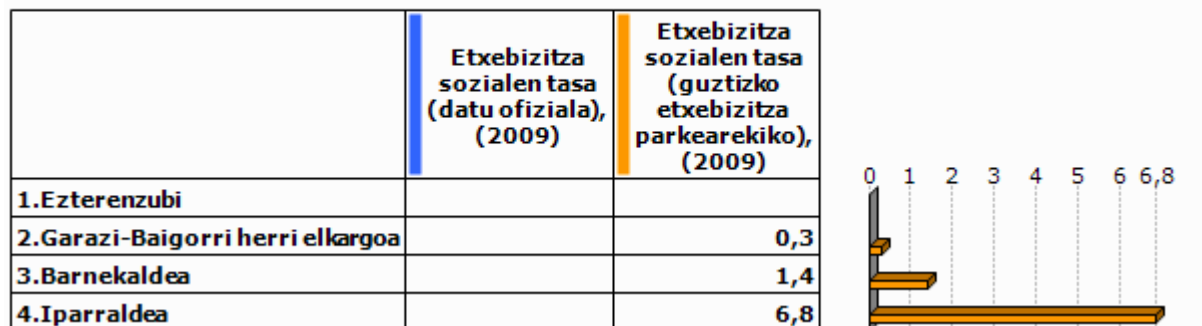 Etxebizitza
sozialen tasa
(datu ofiziala),
(2009)
Etxebizitza
sozialen tasa
(guztizko
etxebizitza
parkearekiko),
(2009)
0 1 2 3 4 5 6 6,8
1.Ezterenzubi
2.Garazi-Baigorri herri elkargoa 0,3
3.Barnekaldea 1,4
4.Iparraldea 6,8